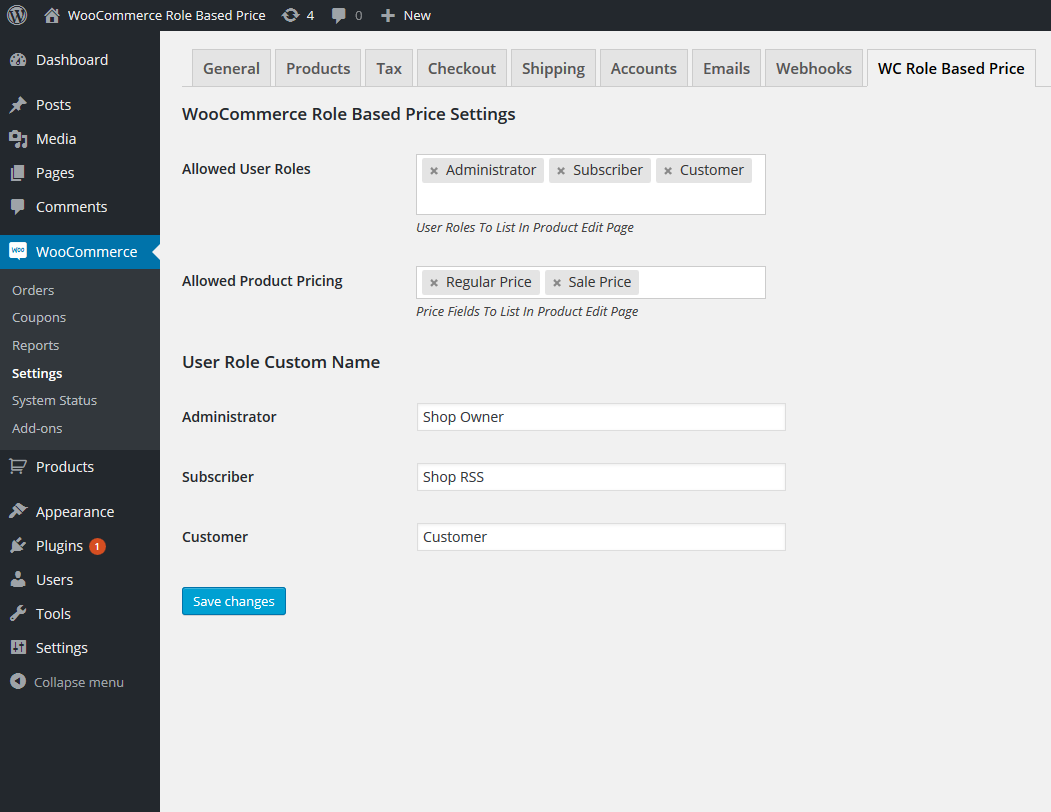 WooCommerce Role Based Price 4 0 New
Dashboard
Posts
Media
Pages
Comments
Woo WooCommerce
Orders
Coupons
Reports
Settings
System Status
Add-ons
Products
Appearance
Plugins 1
Users
Tools
Settings
Collapse menu
General Products Tax Checkout Shipping Accounts Emails Webhooks WC Role Based Price
WooCommerce Role Based Price Settings
Allowed User Roles × Administrator × Subscriber × Customer
User Roles To List In Product Edit Page
Allowed Product Pricing × Regular Price × Sale Price
Price Fields To List In Product Edit Page
User Role Custom Name
Administrator Shop Owner
Subscriber Shop RSS
Customer Customer
Save changes